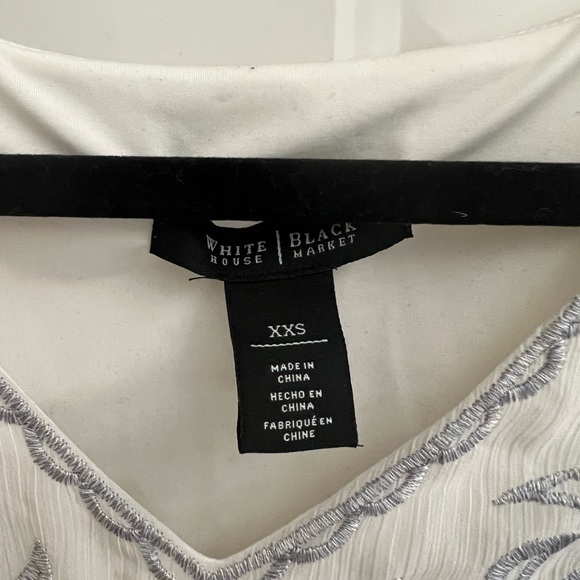 WHITE | BLACK
HOUSE | MARKET
XXS
MADE IN
CHINA
HECHO EN
CHINA
FABRIQUÉ EN
CHINE